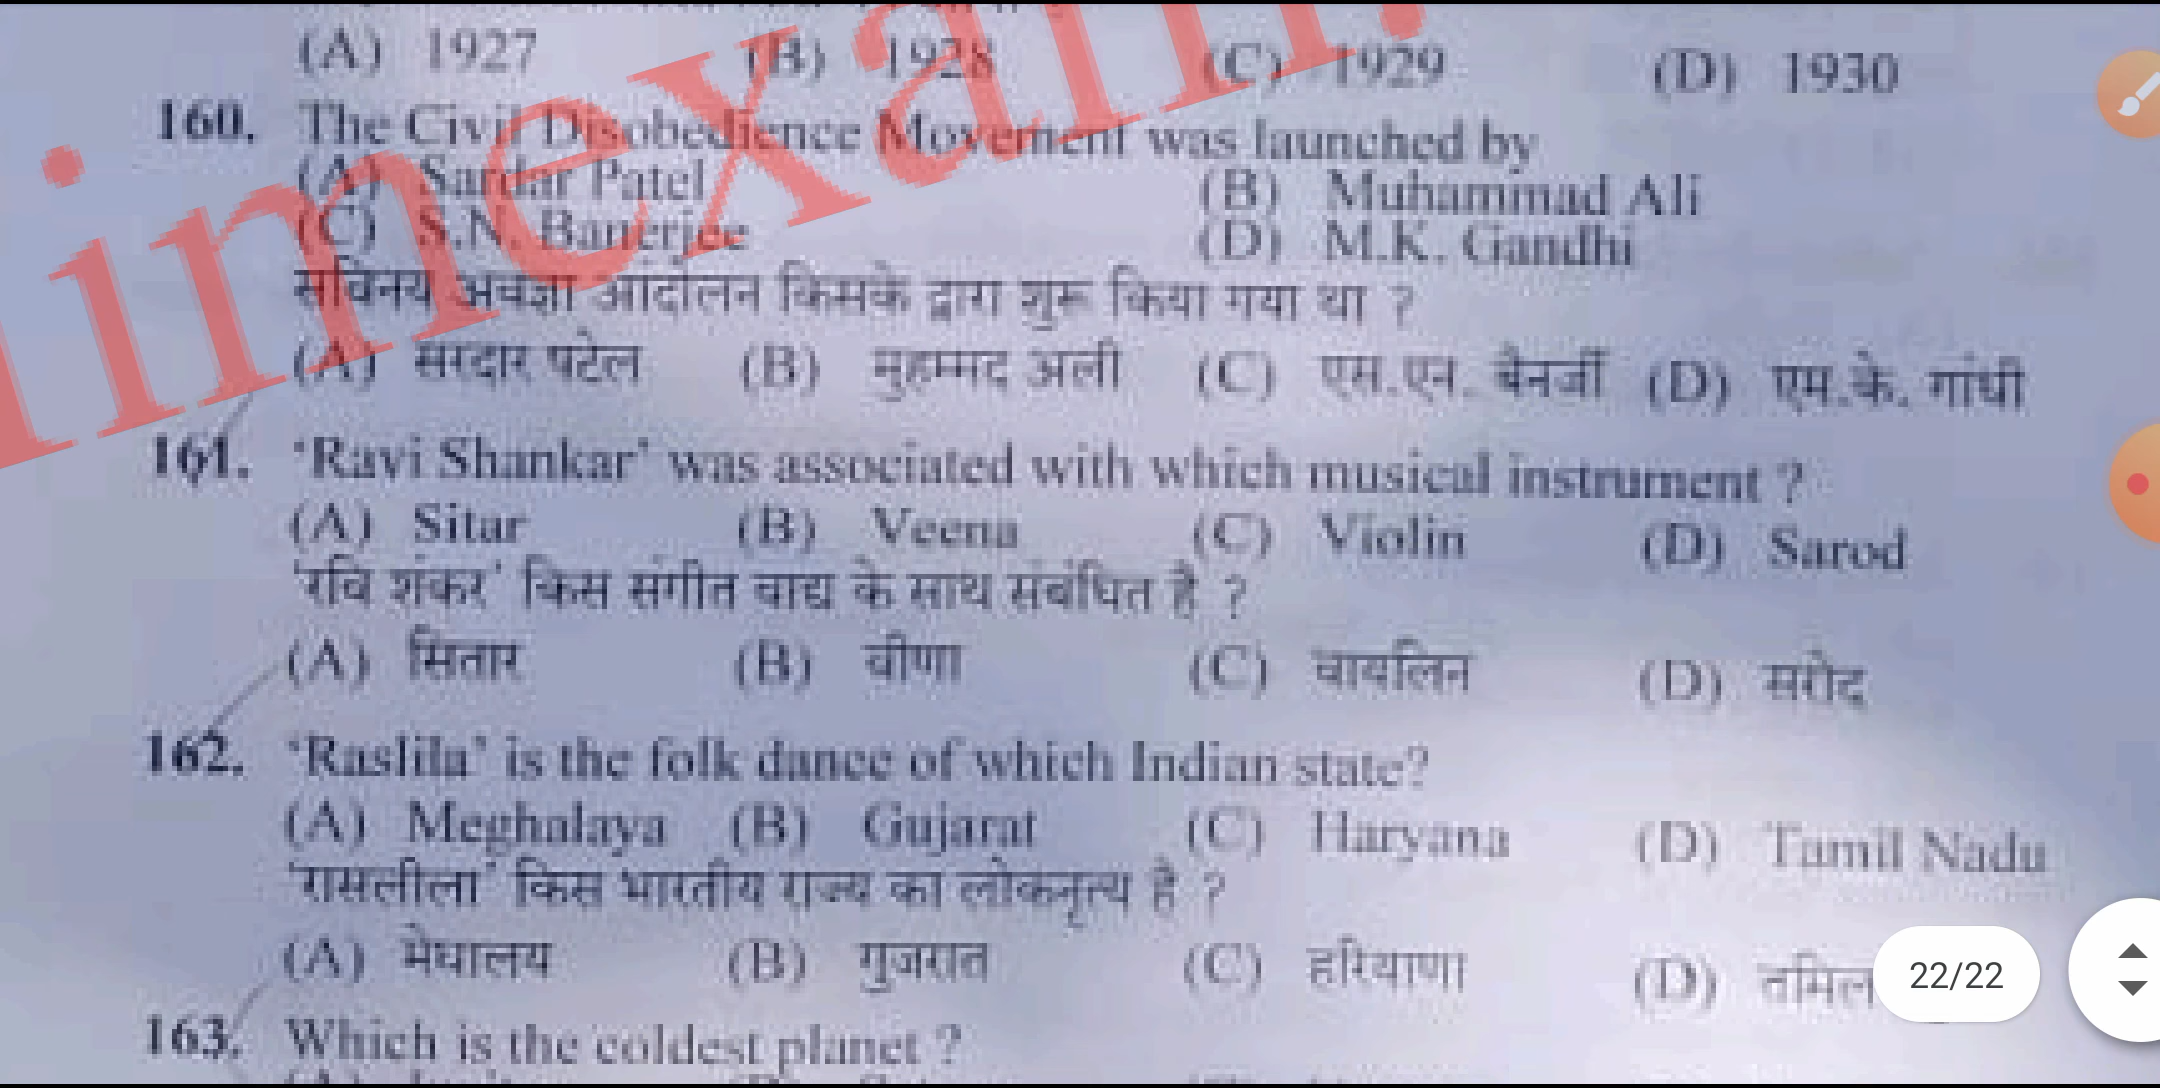 (A) 1927 (B) 1928 (C) 1929 (D) 1930
160. The Civil Disobedience Movement was launched by
(A) Sardar Patel (B) Muhammad Ali
(C) S.N. Banerjee (D) M.K. Gandhi
सविनय अवज्ञा आंदोलन किसके द्वारा शुरू किया गया था ?
(A) सरदार पटेल (B) मुहम्मद अली (C) एस.एन. बैनर्जी (D) एम.के. गांधी
161. ‘Ravi Shankar’ was associated with which musical instrument ?
(A) Sitar (B) Veena (C) Violin (D) Sarod
‘रवि शंकर’ किस संगीत वाद्य के साथ संबंधित है ?
(A) सितार (B) वीणा (C) वायलिन (D) सरोद
162. ‘Raslila’ is the folk dance of which Indian state?
(A) Meghalaya (B) Gujarat (C) Haryana (D) Tamil Nadu
‘रासलीला’ किस भारतीय राज्य का लोकनृत्य है ?
(A) मेघालय (B) गुजरात (C) हरियाणा (D) तमिल
22/22
163. Which is the coldest planet ?
imexam.